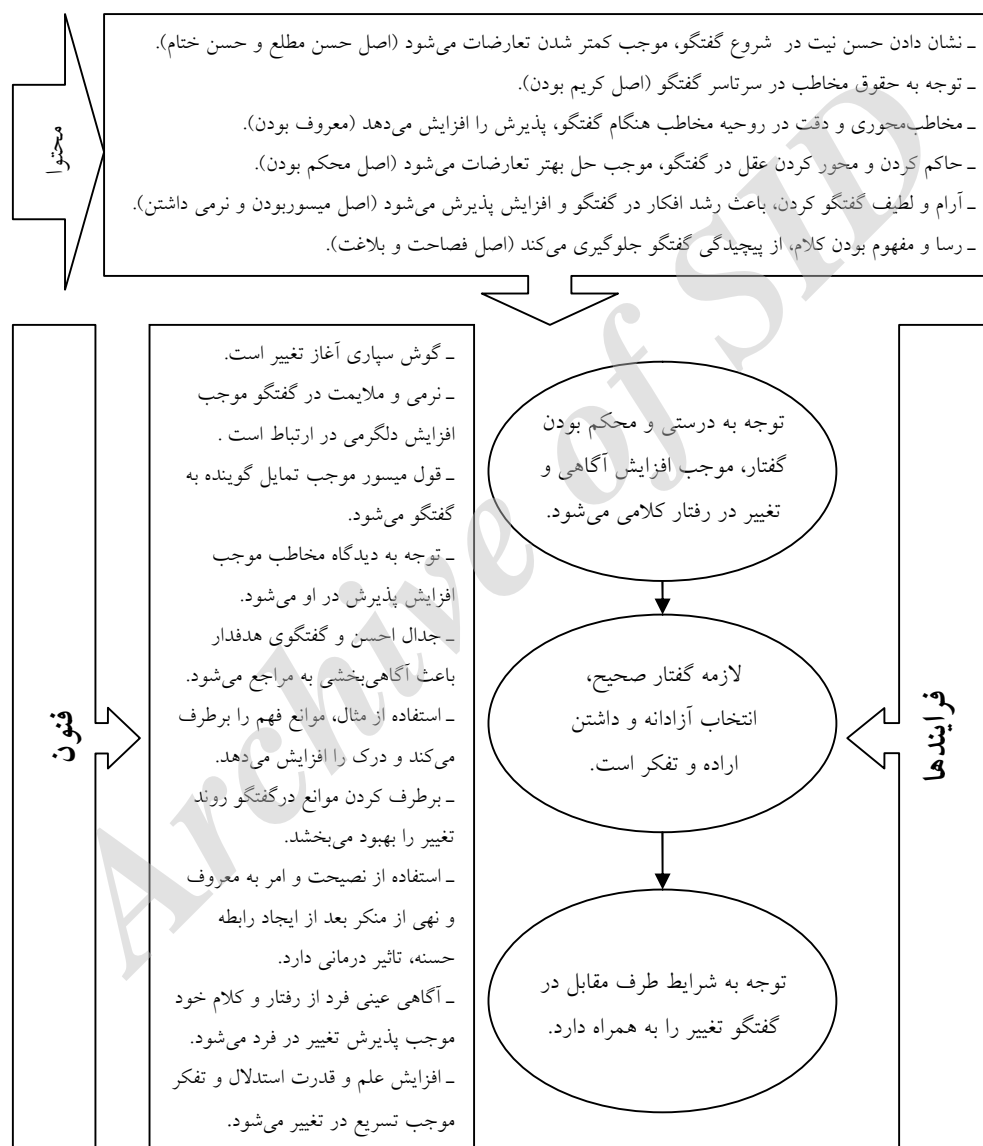 ـ نشان دادن حسن نیت در شروع گفتگو، موجب کمتر شدن تعارضات می‌شود (اصل حسن مطلع و حسن ختام).
ـ توجه به حقوق مخاطب در سرتاسر گفتگو (اصل کریم بودن).
ـ مخاطب‌محوری و دقت در روحیه مخاطب هنگام گفتگو، پذیرش را افزایش می‌دهد (معروف بودن).
ـ حاکم کردن و محور کردن عقل در گفتگو، موجب حل بهتر تعارضات می‌شود (اصل محکم بودن).
ـ آرام و لطیف گفتگو کردن، باعث رشد افکار در گفتگو و افزایش پذیرش می‌شود (اصل میسوربودن و نرمی داشتن).
ـ رسا و مفهوم بودن کلام، از پیچیدگی گفتگو جلوگیری می‌کند (اصل فصاحت و بلاغت).
محتوا
فرایندها
توجه به درستی و محکم بودن
گفتار، موجب افزایش آگاهی و
تغییر در رفتار کلامی می‌شود.
لازمه گفتار صحیح،
انتخاب آزادانه و داشتن
اراده و تفکر است.
توجه به شرایط طرف مقابل در
گفتگو تغییر را به همراه دارد.
ـ گوش سپاری آغاز تغییر است.
ـ نرمی و ملایمت در گفتگو موجب
افزایش دلگرمی در ارتباط است .
ـ قول میسور موجب تمایل گوینده به
گفتگو می‌شود.
ـ توجه به دیدگاه مخاطب موجب
افزایش پذیرش در او می‌شود.
ـ جدال احسن و گفتگوی هدفدار
باعث آگاهی‌بخشی به مراجع می‌شود.
ـ استفاده از مثال، موانع فهم را برطرف
می‌کند و درک را افزایش می‌دهد.
ـ برطرف کردن موانع درگفتگو روند
تغییر را بهبود می‌بخشد.
ـ استفاده از نصیحت و امر به معروف
و نهی از منکر بعد از ایجاد رابطه
حسنه، تاثیر درمانی دارد.
ـ آگاهی عینی فرد از رفتار و کلام خود
موجب پذیرش تغییر در فرد می‌شود.
ـ افزایش علم و قدرت استدلال و تفکر
موجب تسریع در تغییر می‌شود.
فنون
Archive of SID